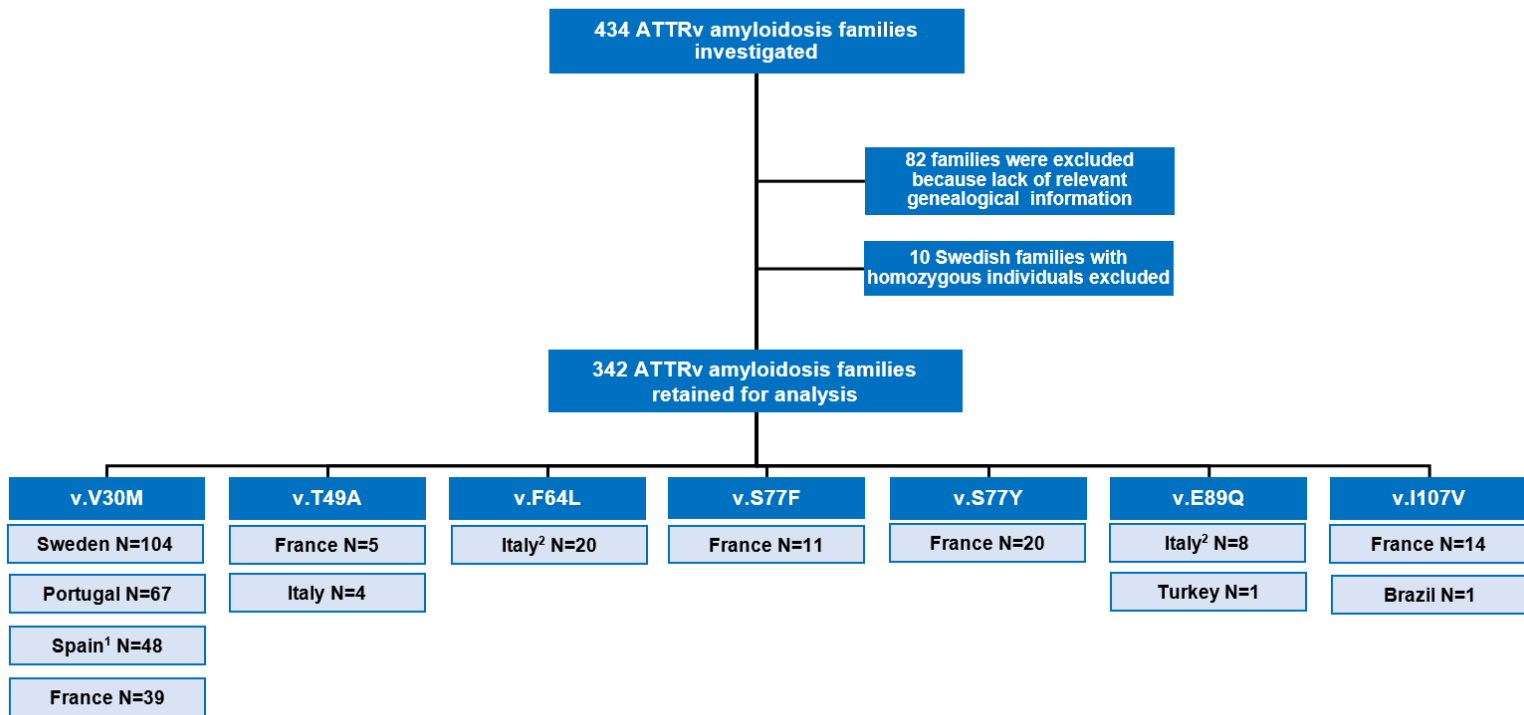 434 ATTRv amyloidosis families
investigated
82 families were excluded
because lack of relevant
genealogical information
10 Swedish families with
homozygous individuals excluded
342 ATTRv amyloidosis families
retained for analysis
v.V30M
v.T49A
v.F64L
v.S77F
v.S77Y
v.E89Q
v.I107V
Sweden N=104
France N=5
Italy² N=20
France N=11
France N=20
Italy² N=8
France N=14
Portugal N=67
Italy N=4
Turkey N=1
Brazil N=1
Spain¹ N=48
France N=39